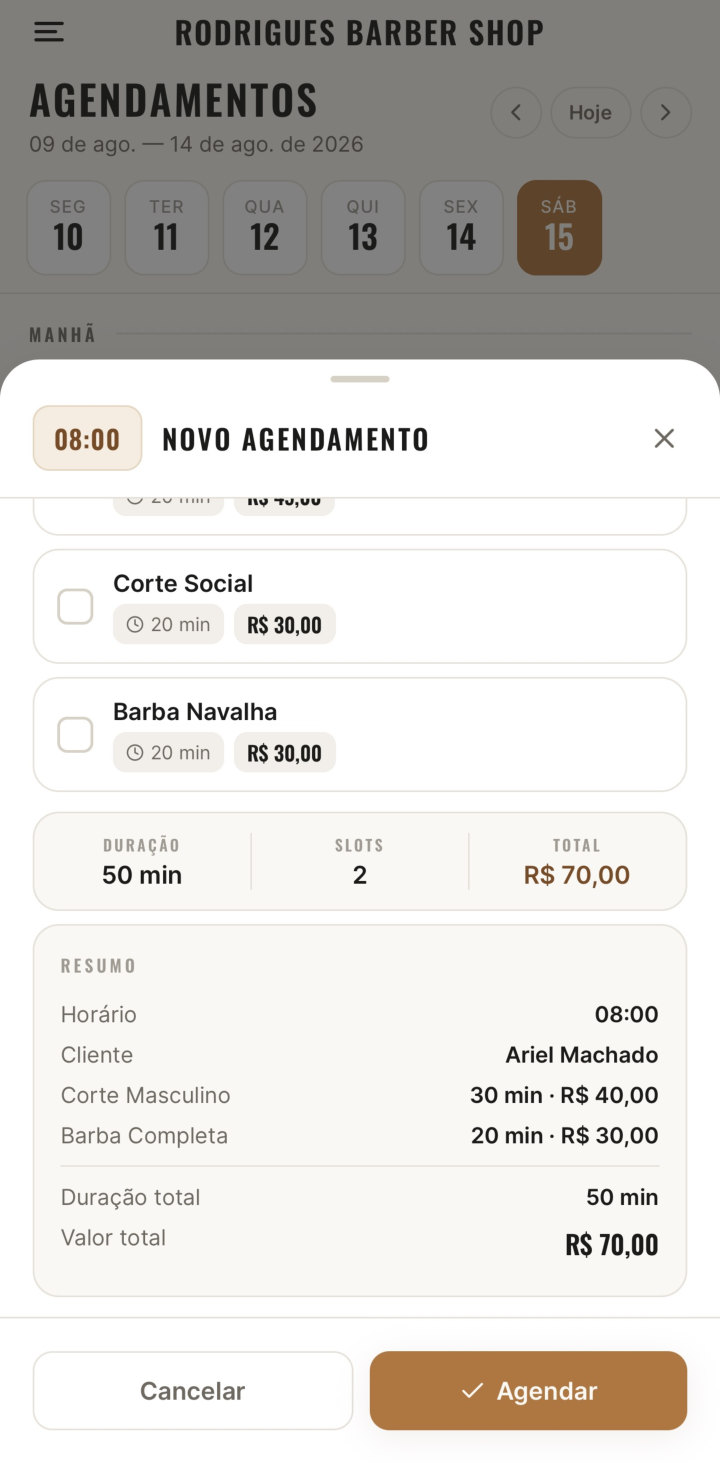 RODRIGUES BARBER SHOP
AGENDAMENTOS
09 de ago. — 14 de ago. de 2026
Hoje
SEG TER QUA QUI SEX SÁB
10 11 12 13 14 15
MANHÃ
08:00 NOVO AGENDAMENTO
20 min R$ 45,00
Corte Social
20 min R$ 30,00
Barba Navalha
20 min R$ 30,00
DURAÇÃO SLOTS TOTAL
50 min 2 R$ 70,00
RESUMO
Horário 08:00
Cliente Ariel Machado
Corte Masculino 30 min · R$ 40,00
Barba Completa 20 min · R$ 30,00
Duração total 50 min
Valor total R$ 70,00
Cancelar Agendar